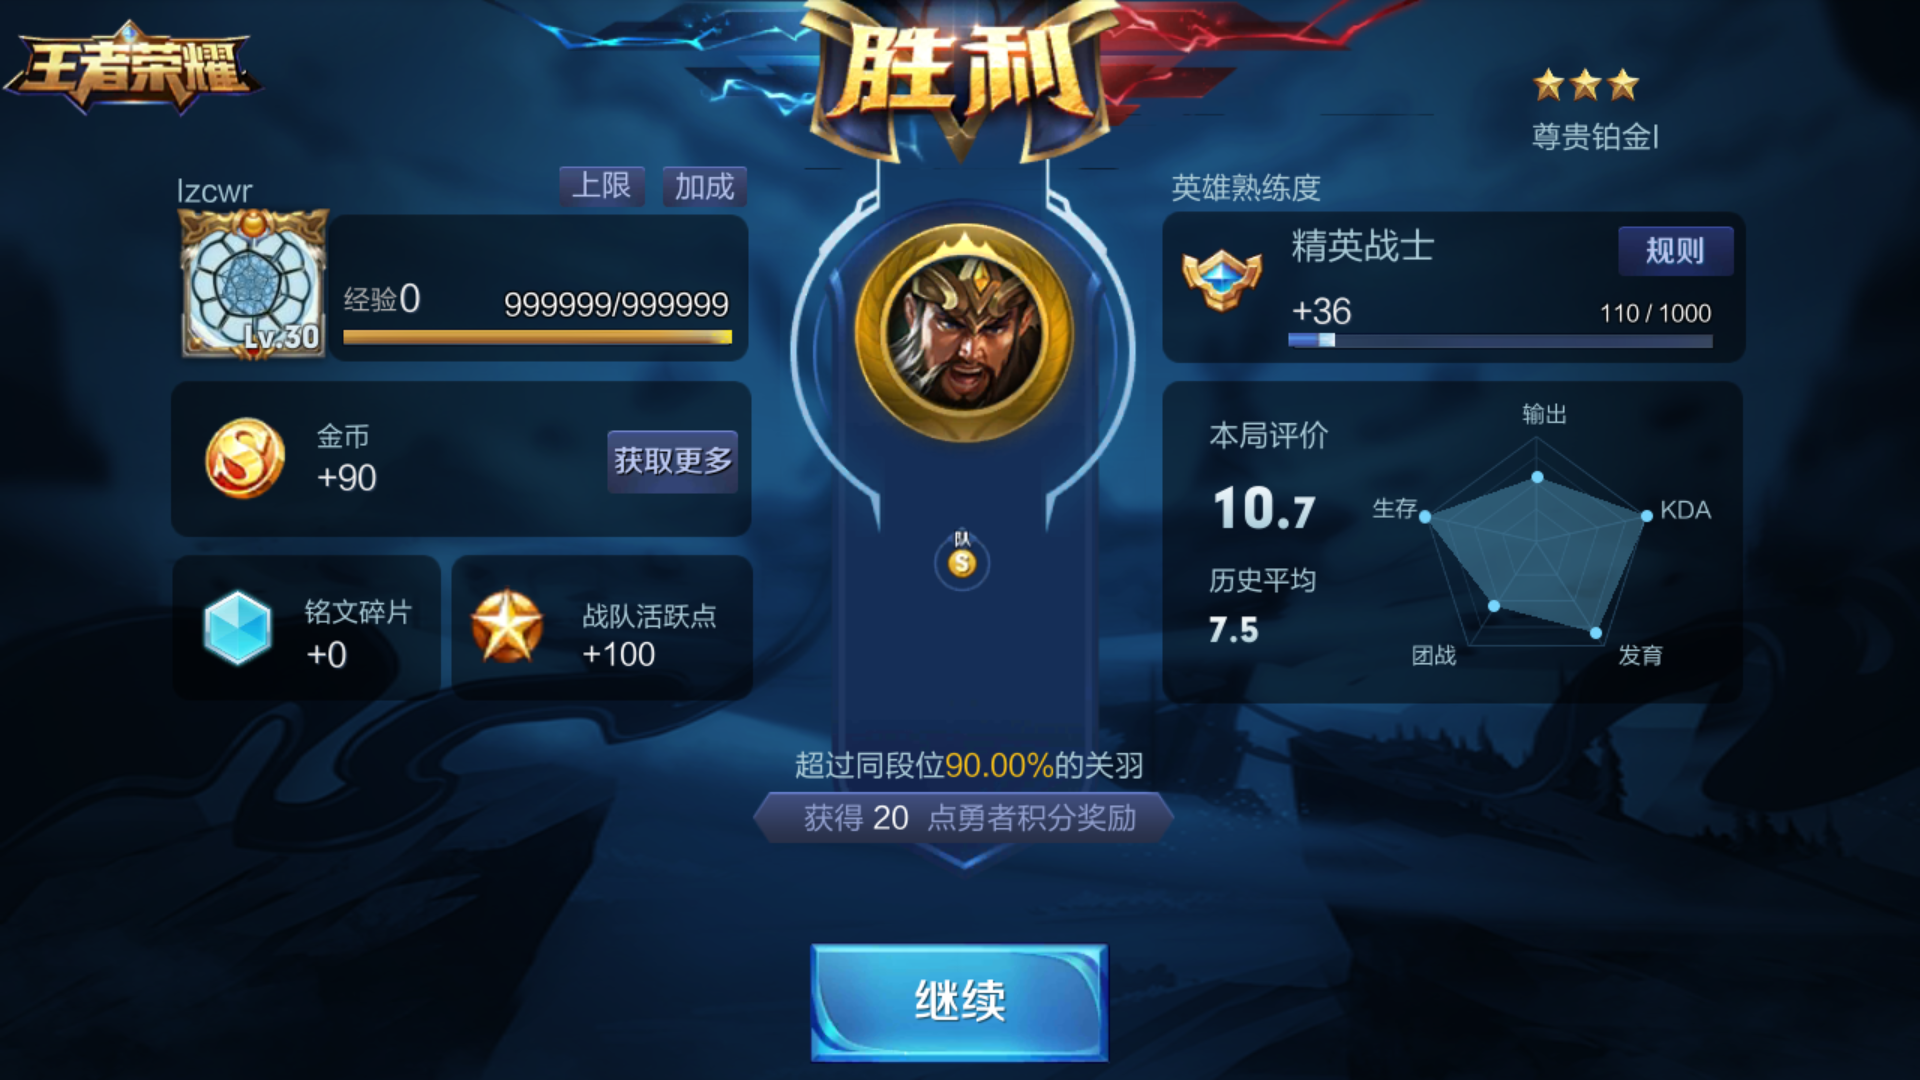 王者荣耀
胜利
尊贵铂金I
lzcwr
上限
加成
Lv.30
经验0
999999/999999
金币
+90
获取更多
铭文碎片
+0
战队活跃点
+100
队
S
超过同段位90.00%的关羽
获得 20 点勇者积分奖励
英雄熟练度
精英战士
规则
+36
110 / 1000
本局评价
10.7
历史平均
7.5
输出
生存
KDA
团战
发育
继续